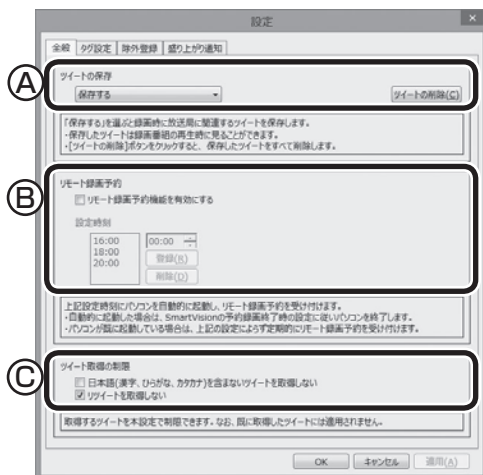 設定
×
全般 タグ設定 除外登録 盛り上がり通知
Ⓐ
ツイートの保存
保存する
ツイートの削除(C)
「保存する」を選ぶと録画時に放送局に関連するツイートを保存します。
・保存したツイートは録画番組の再生時に見ることができます。
・[ツイートの削除]ボタンをクリックすると、保存したツイートをすべて削除します。
Ⓑ
リモート録画予約
リモート録画予約機能を有効にする
設定時刻
16:00
18:00
20:00
00:00
登録(R)
削除(D)
上記設定時刻にパソコンを自動的に起動し、リモート録画予約を受け付けます。
・自動的に起動した場合は、SmartVisionの予約録画終了時の設定に従いパソコンを終了します。
・パソコンが既に起動している場合は、上記の設定によらず定期的にリモート録画予約を受け付けます。
Ⓒ
ツイート取得の制限
日本語(漢字、ひらがな、カタカナ)を含まないツイートを取得しない
リツイートを取得しない
取得するツイートを本設定で制限できます。なお、既に取得したツイートには適用されません。
OK キャンセル 適用(A)